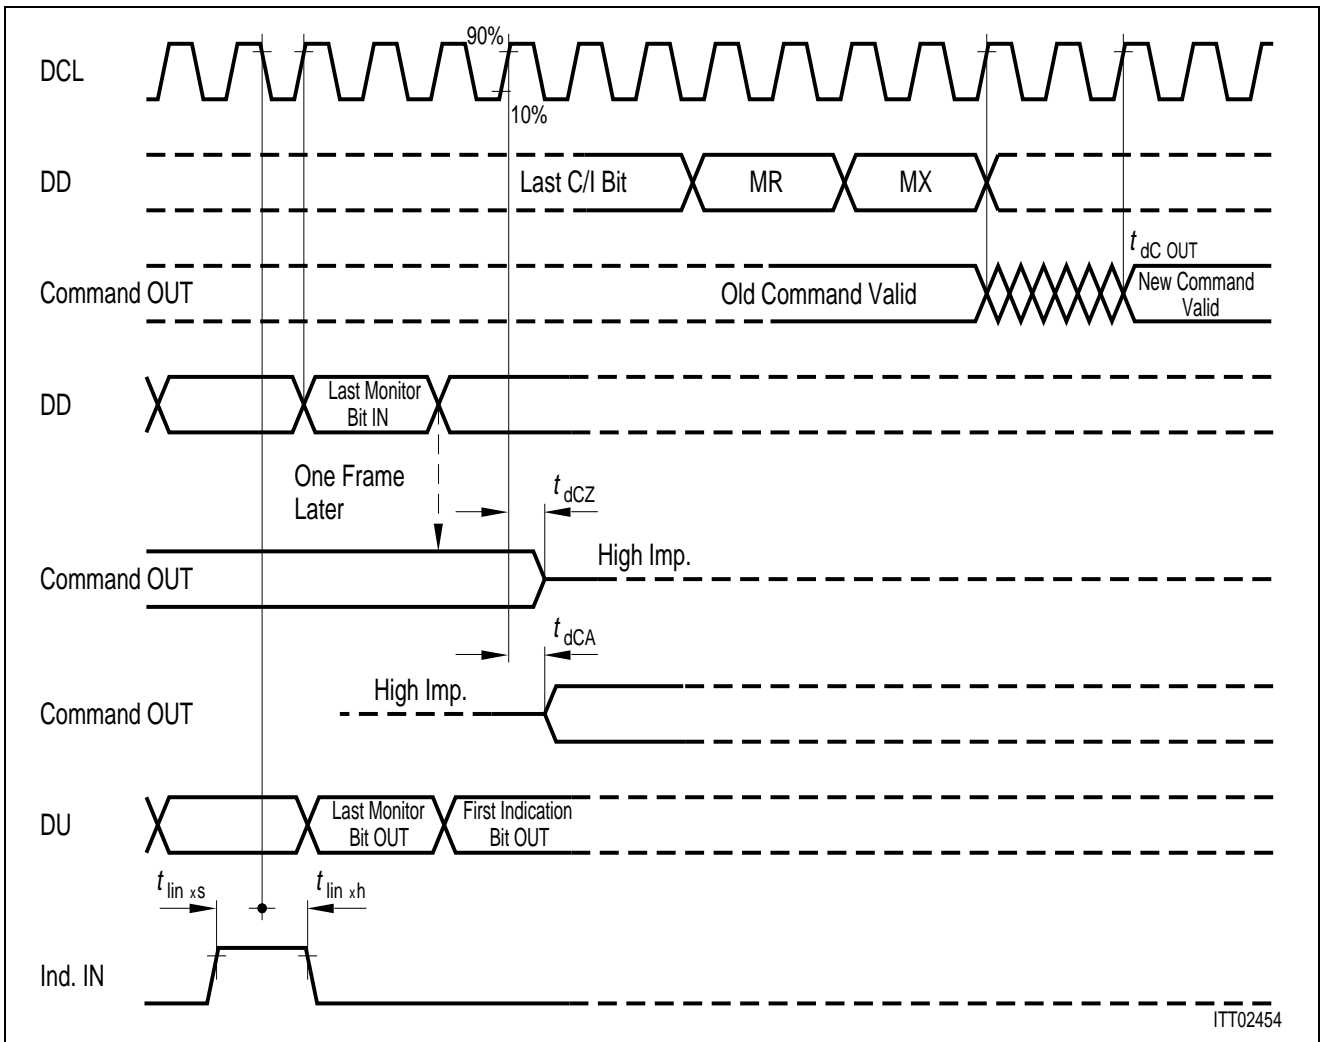 DCL
90%
10%
DD
Last C/I Bit
MR
MX
t dC OUT
Command OUT
Old Command Valid
New Command
Valid
DD
Last Monitor
Bit IN
One Frame
Later
t dCZ
Command OUT
High Imp.
t dCA
Command OUT
High Imp.
DU
Last Monitor
Bit OUT
First Indication
Bit OUT
t lin xs
t lin xh
Ind. IN
ITT02454